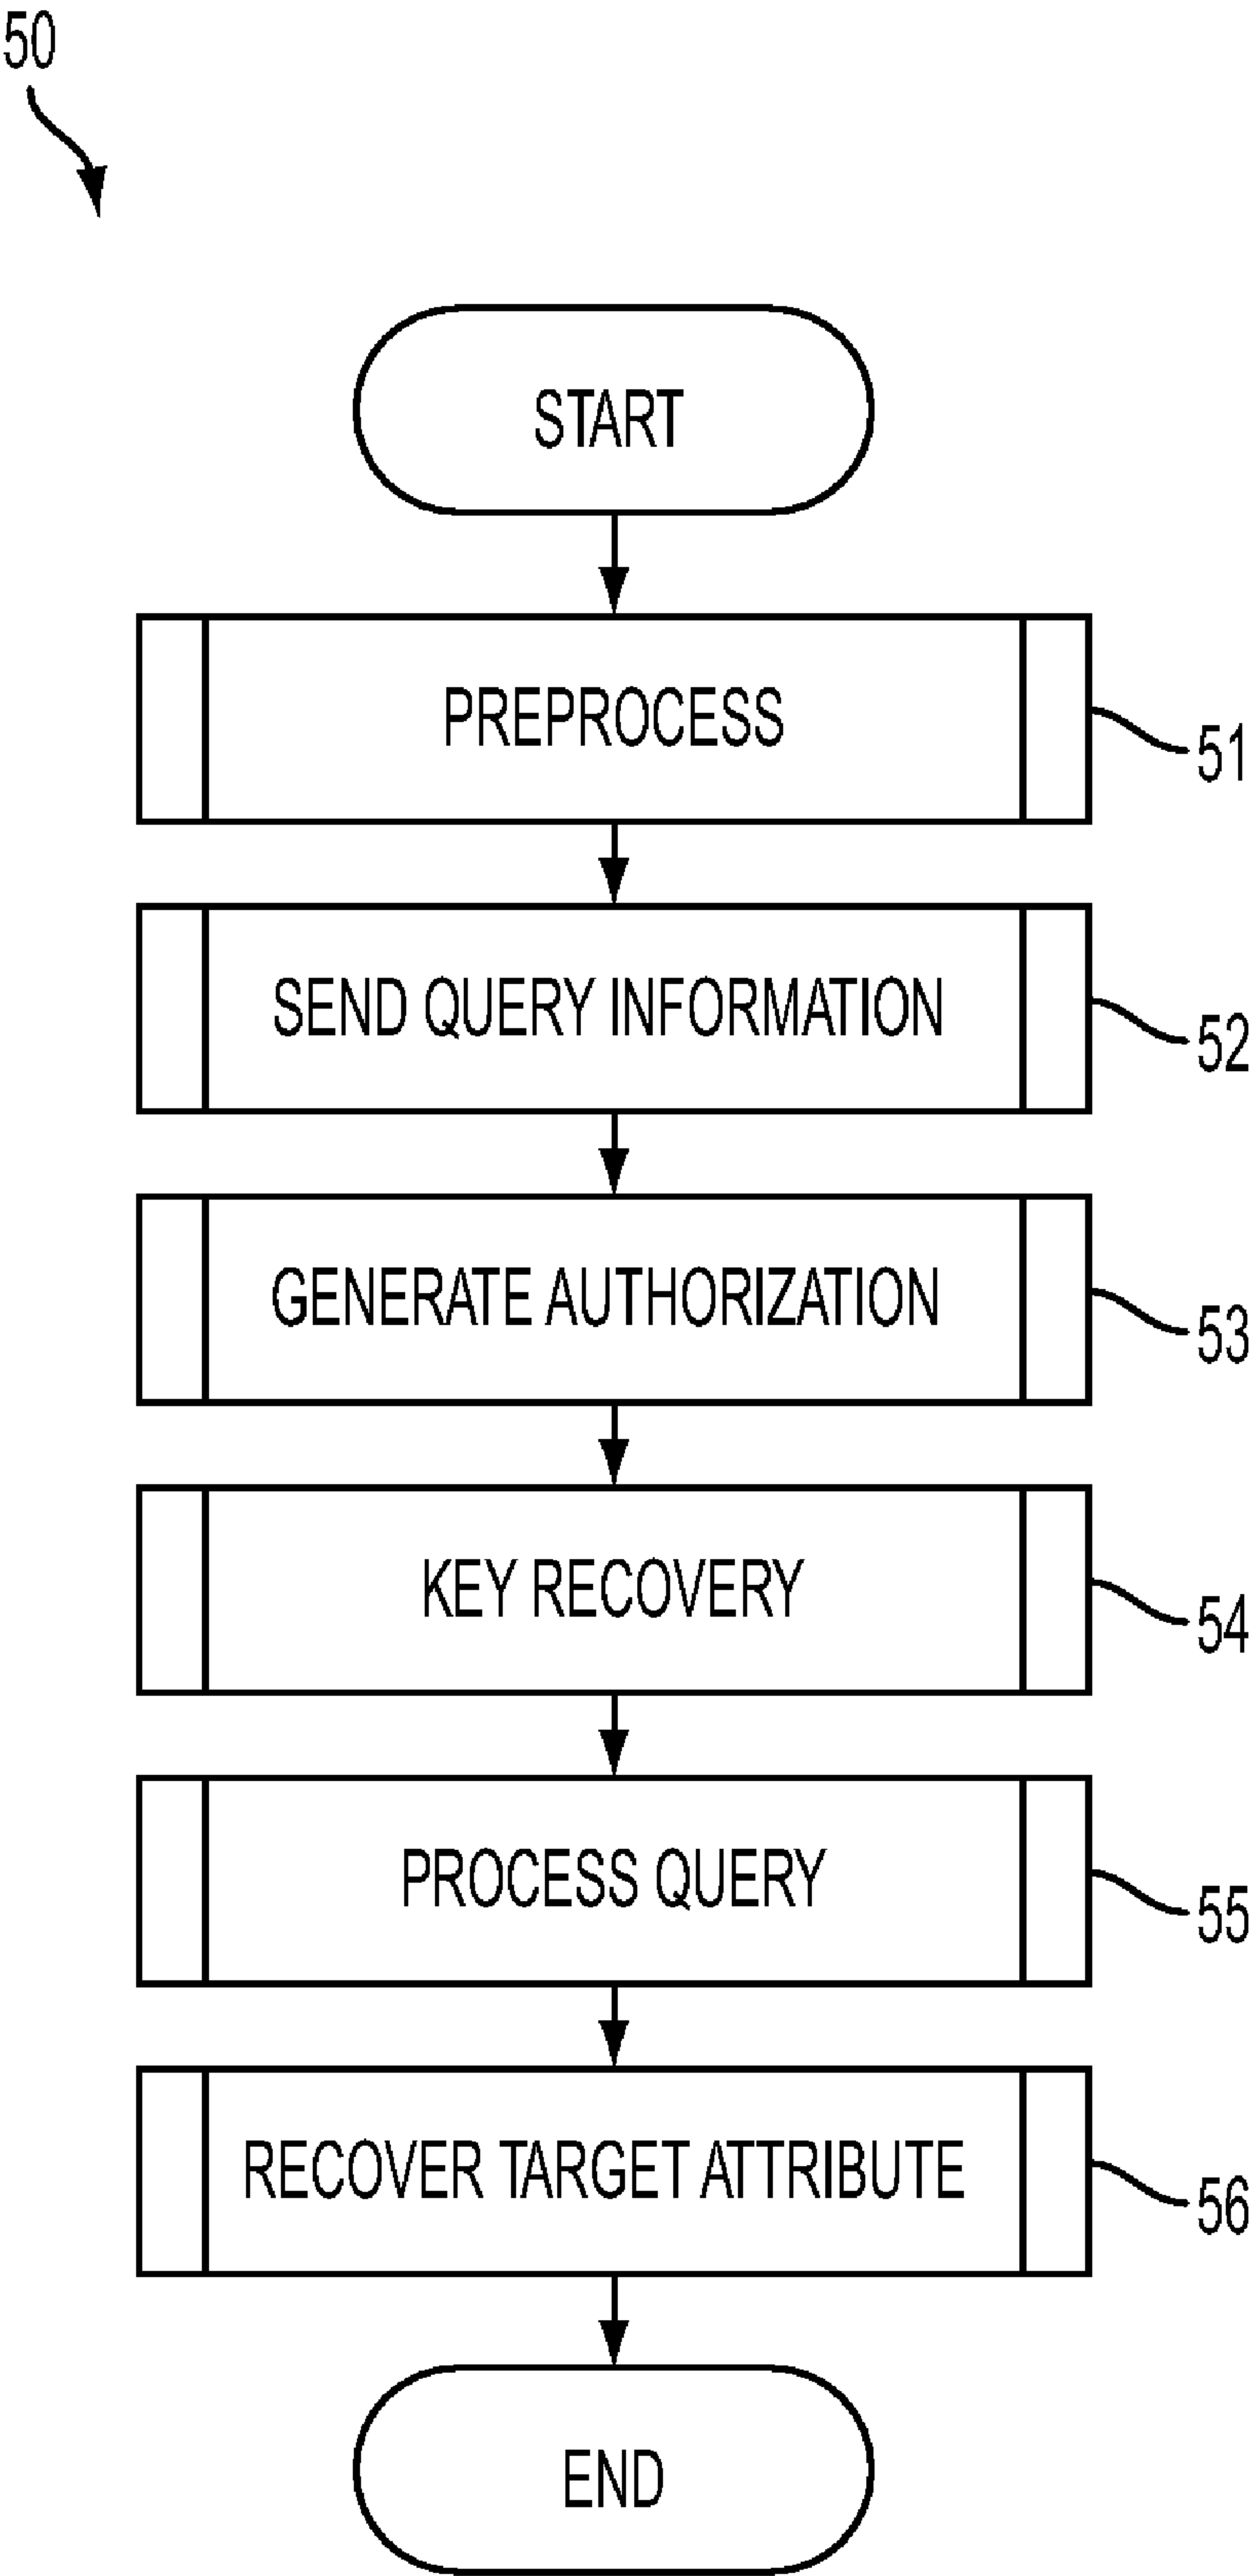 50
START
PREPROCESS
51
SEND QUERY INFORMATION
52
GENERATE AUTHORIZATION
53
KEY RECOVERY
54
PROCESS QUERY
55
RECOVER TARGET ATTRIBUTE
56
END